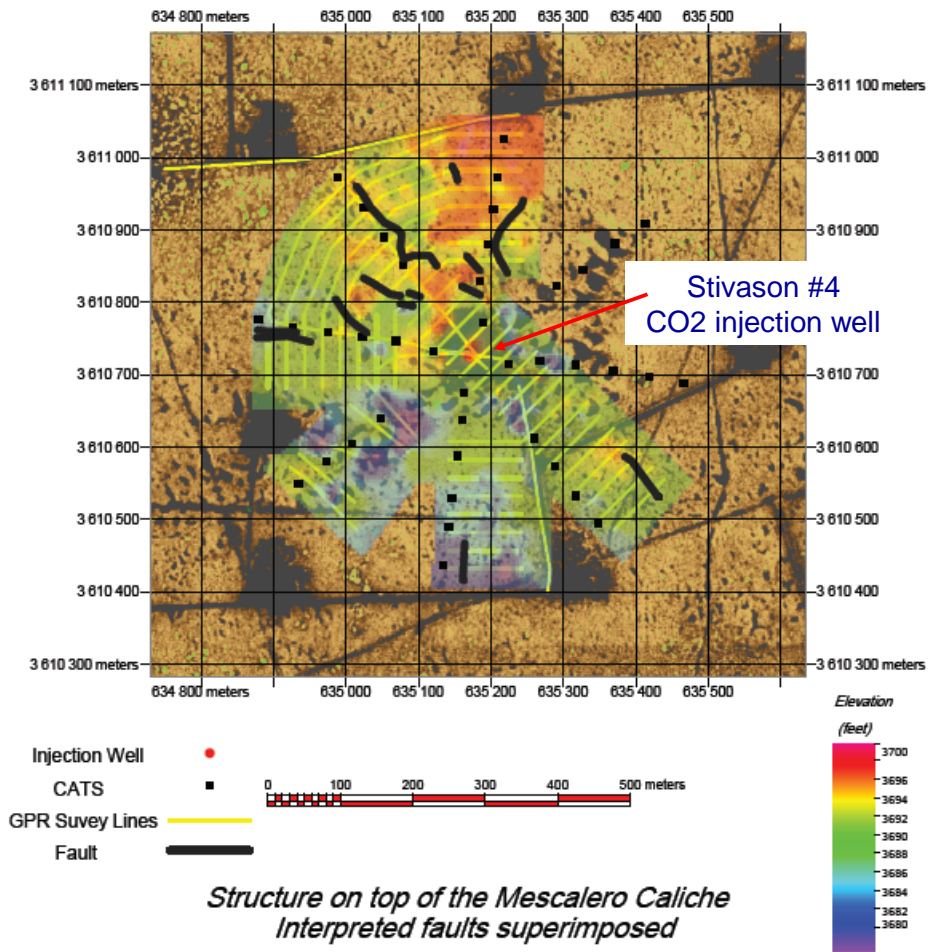 634 800 meters 635 000 635 100 635 200 635 300 635 400 635 500
3 611 100 meters 3 611 100 meters
3 611 000 3 611 000
3 610 900 3 610 900
3 610 800 3 610 800
Stivason #4
CO2 injection well
3 610 700 3 610 700
3 610 600 3 610 600
3 610 500 3 610 500
3 610 400 3 610 400
3 610 300 meters 3 610 300 meters
634 800 meters 635 000 635 100 635 200 635 300 635 400 635 500
Elevation
(feet)
3700
3696
3694
3692
3690
3688
3686
3684
3682
3680
Injection Well
CATS
GPR Suvey Lines
Fault
0 100 200 300 400 500 meters
Structure on top of the Mescalero Caliche
Interpreted faults superimposed